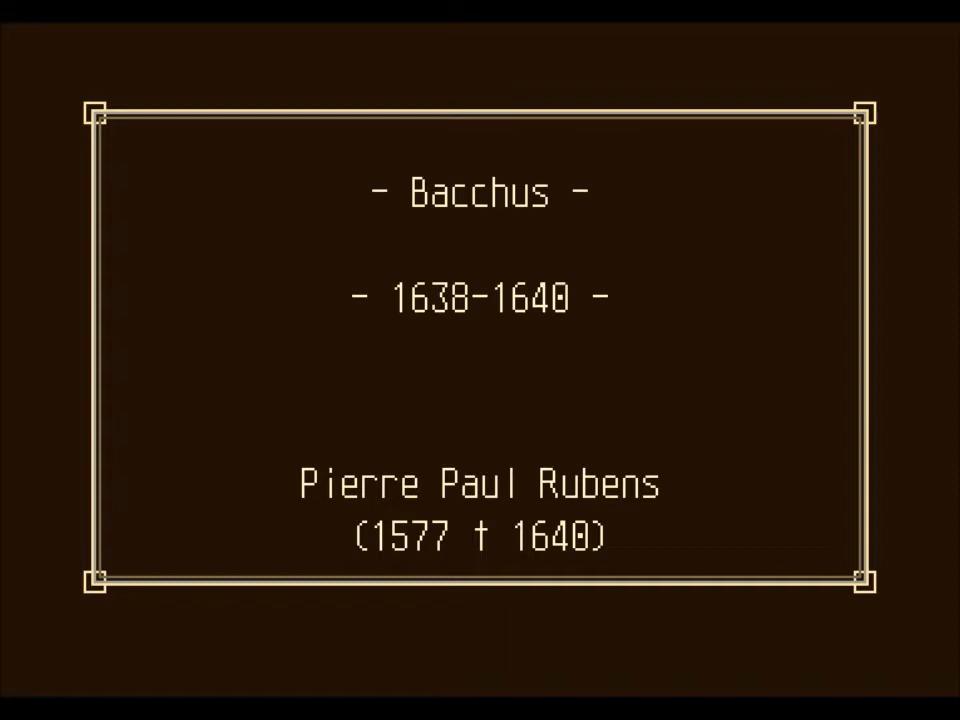 - Bacchus -
- 1638-1640 -
Pierre Paul Rubens
(1577 † 1640)